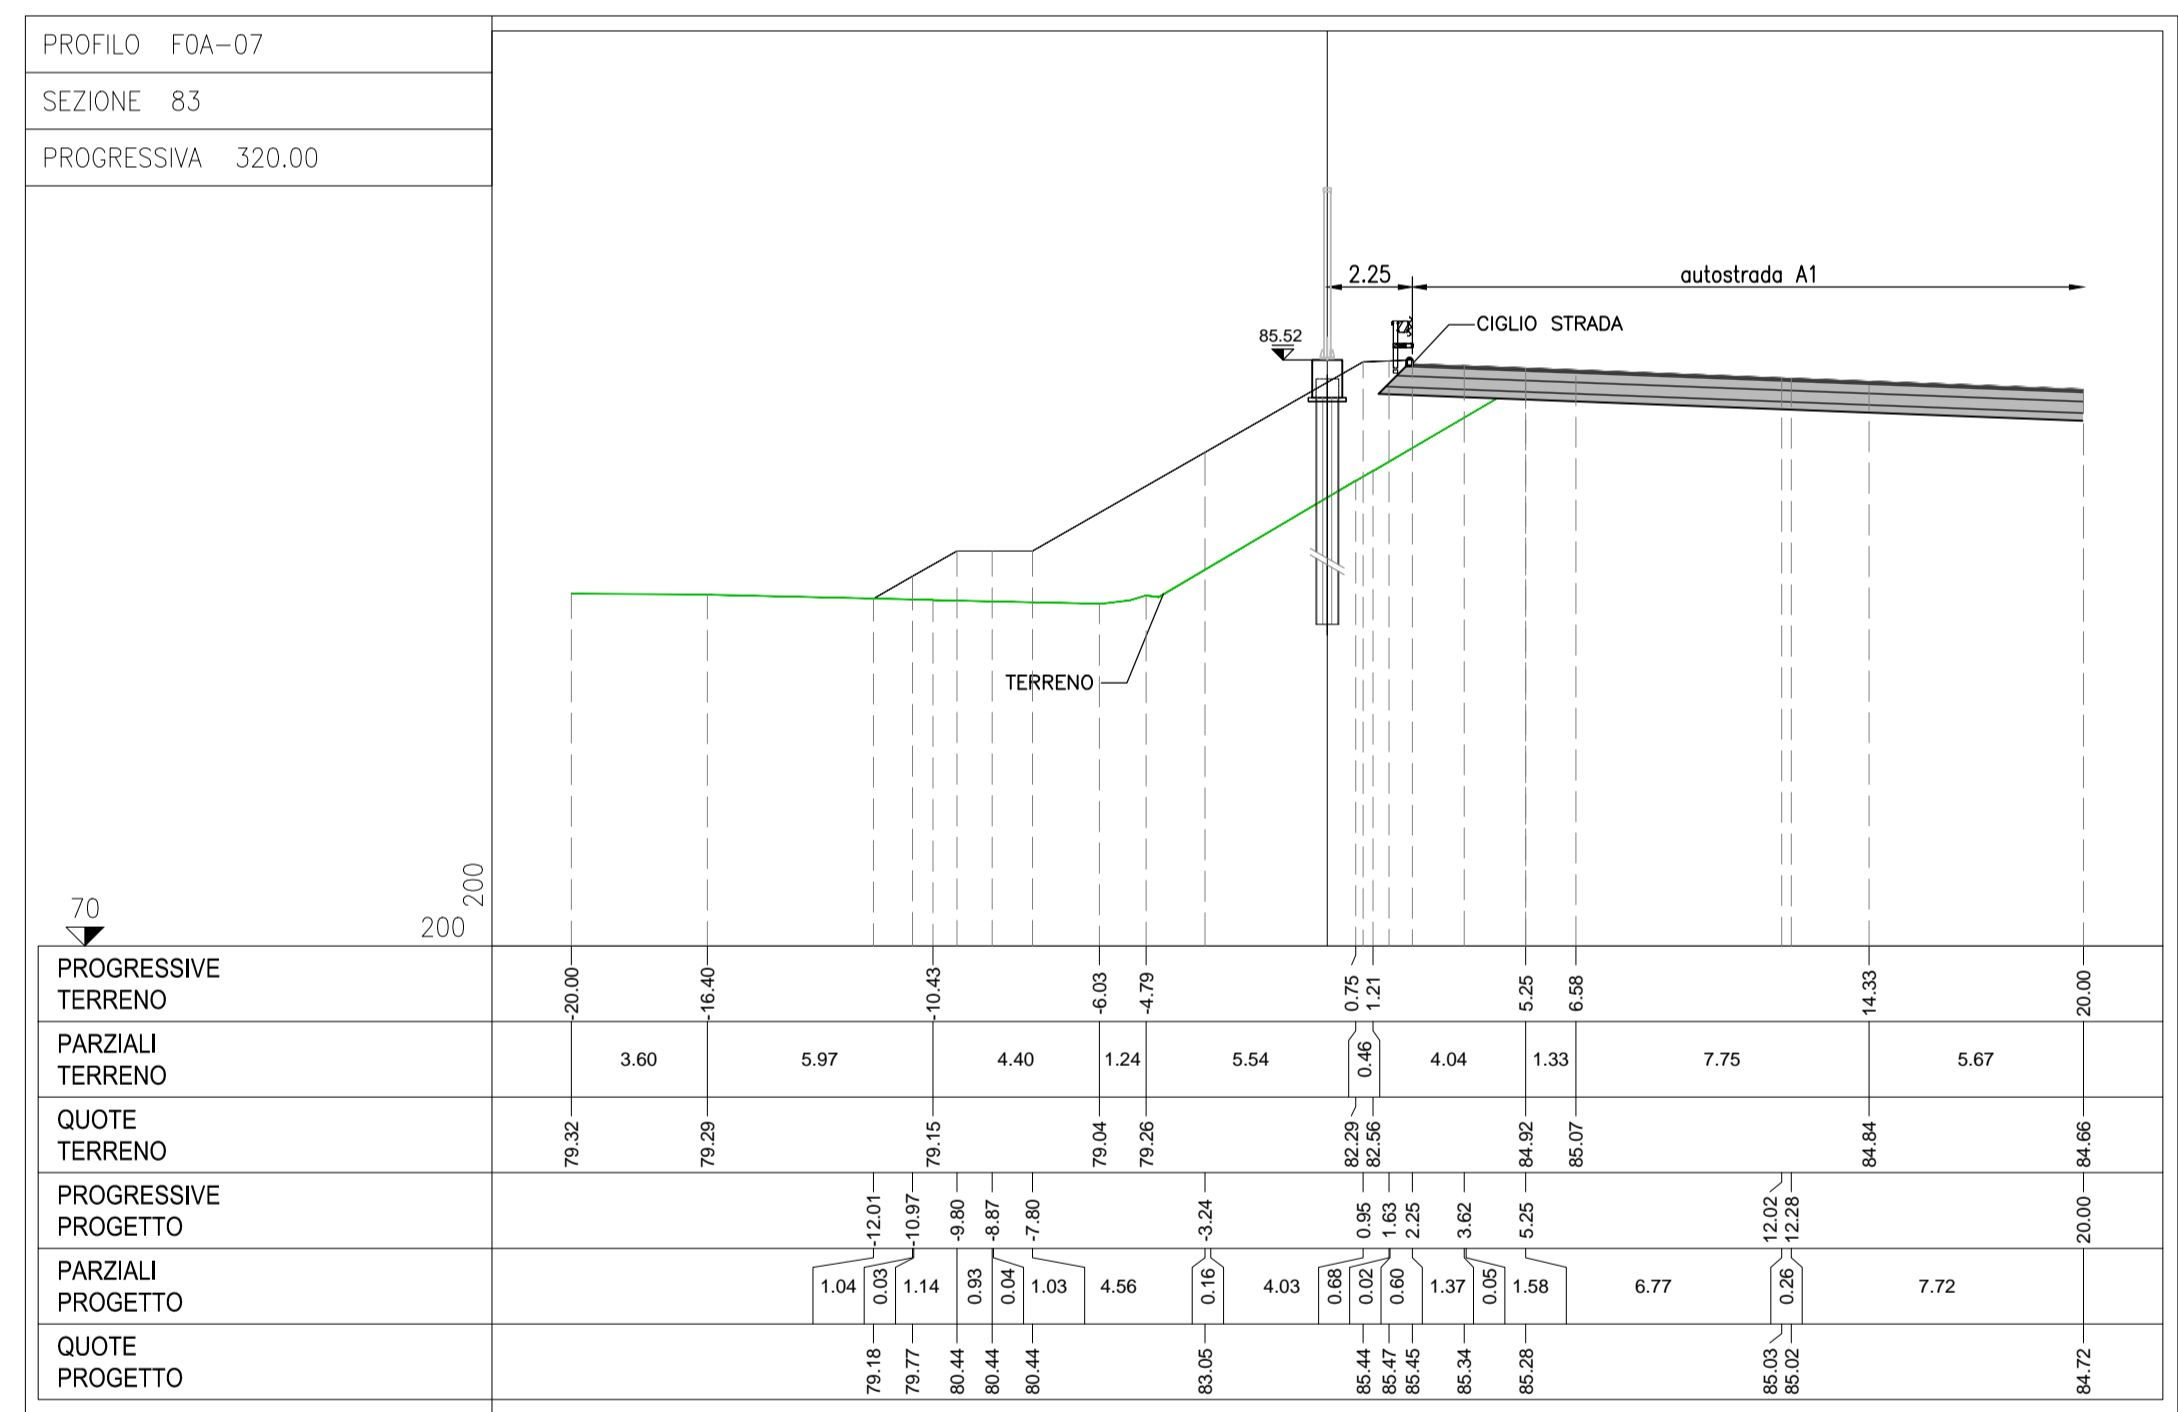 PROFILO FOA-07
SEZIONE 83
PROGRESSIVA 320.00
2.25
autostrada A1
85.52
CIGLIO STRADA
TERRENO
200
70
200
PROGRESSIVE
TERRENO
-20.00 -16.40 -10.43 -6.03 -4.79 0.75 1.21 5.25 6.58 14.33 20.00
PARZIALI
TERRENO
3.60 5.97 4.40 1.24 5.54 0.46 4.04 1.33 7.75 5.67
QUOTE
TERRENO
79.32 79.29 79.15 79.04 79.26 82.29 82.56 84.92 85.07 84.84 84.66
PROGRESSIVE
PROGETTO
-12.01 -10.97 -9.80 -8.87 -7.80 -3.24 0.95 1.63 2.25 3.62 5.25 12.02 12.28 20.00
PARZIALI
PROGETTO
1.04 0.03 1.14 0.93 0.04 1.03 4.56 0.16 4.03 0.68 0.02 0.60 1.37 0.05 1.58 6.77 0.26 7.72
QUOTE
PROGETTO
79.18 79.77 80.44 80.44 80.44 83.05 85.44 85.47 85.45 85.34 85.28 85.03 85.02 84.72